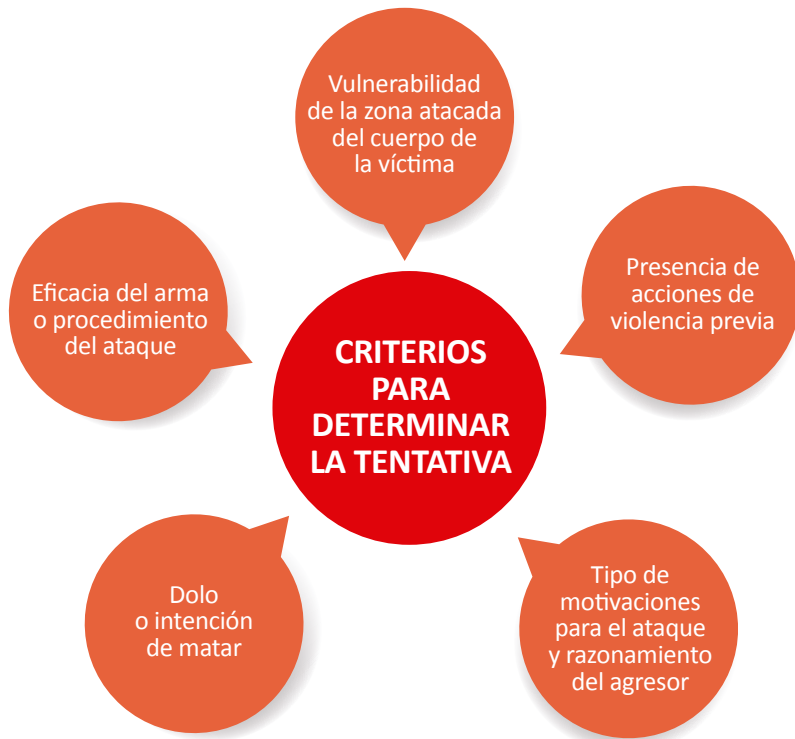 Vulnerabilidad
de la zona atacada
del cuerpo de
la víctima
Eficacia del arma
o procedimiento
del ataque
Presencia de
acciones de
violencia previa
CRITERIOS
PARA
DETERMINAR
LA TENTATIVA
Dolo
o intención
de matar
Tipo de
motivaciones
para el ataque
y razonamiento
del agresor